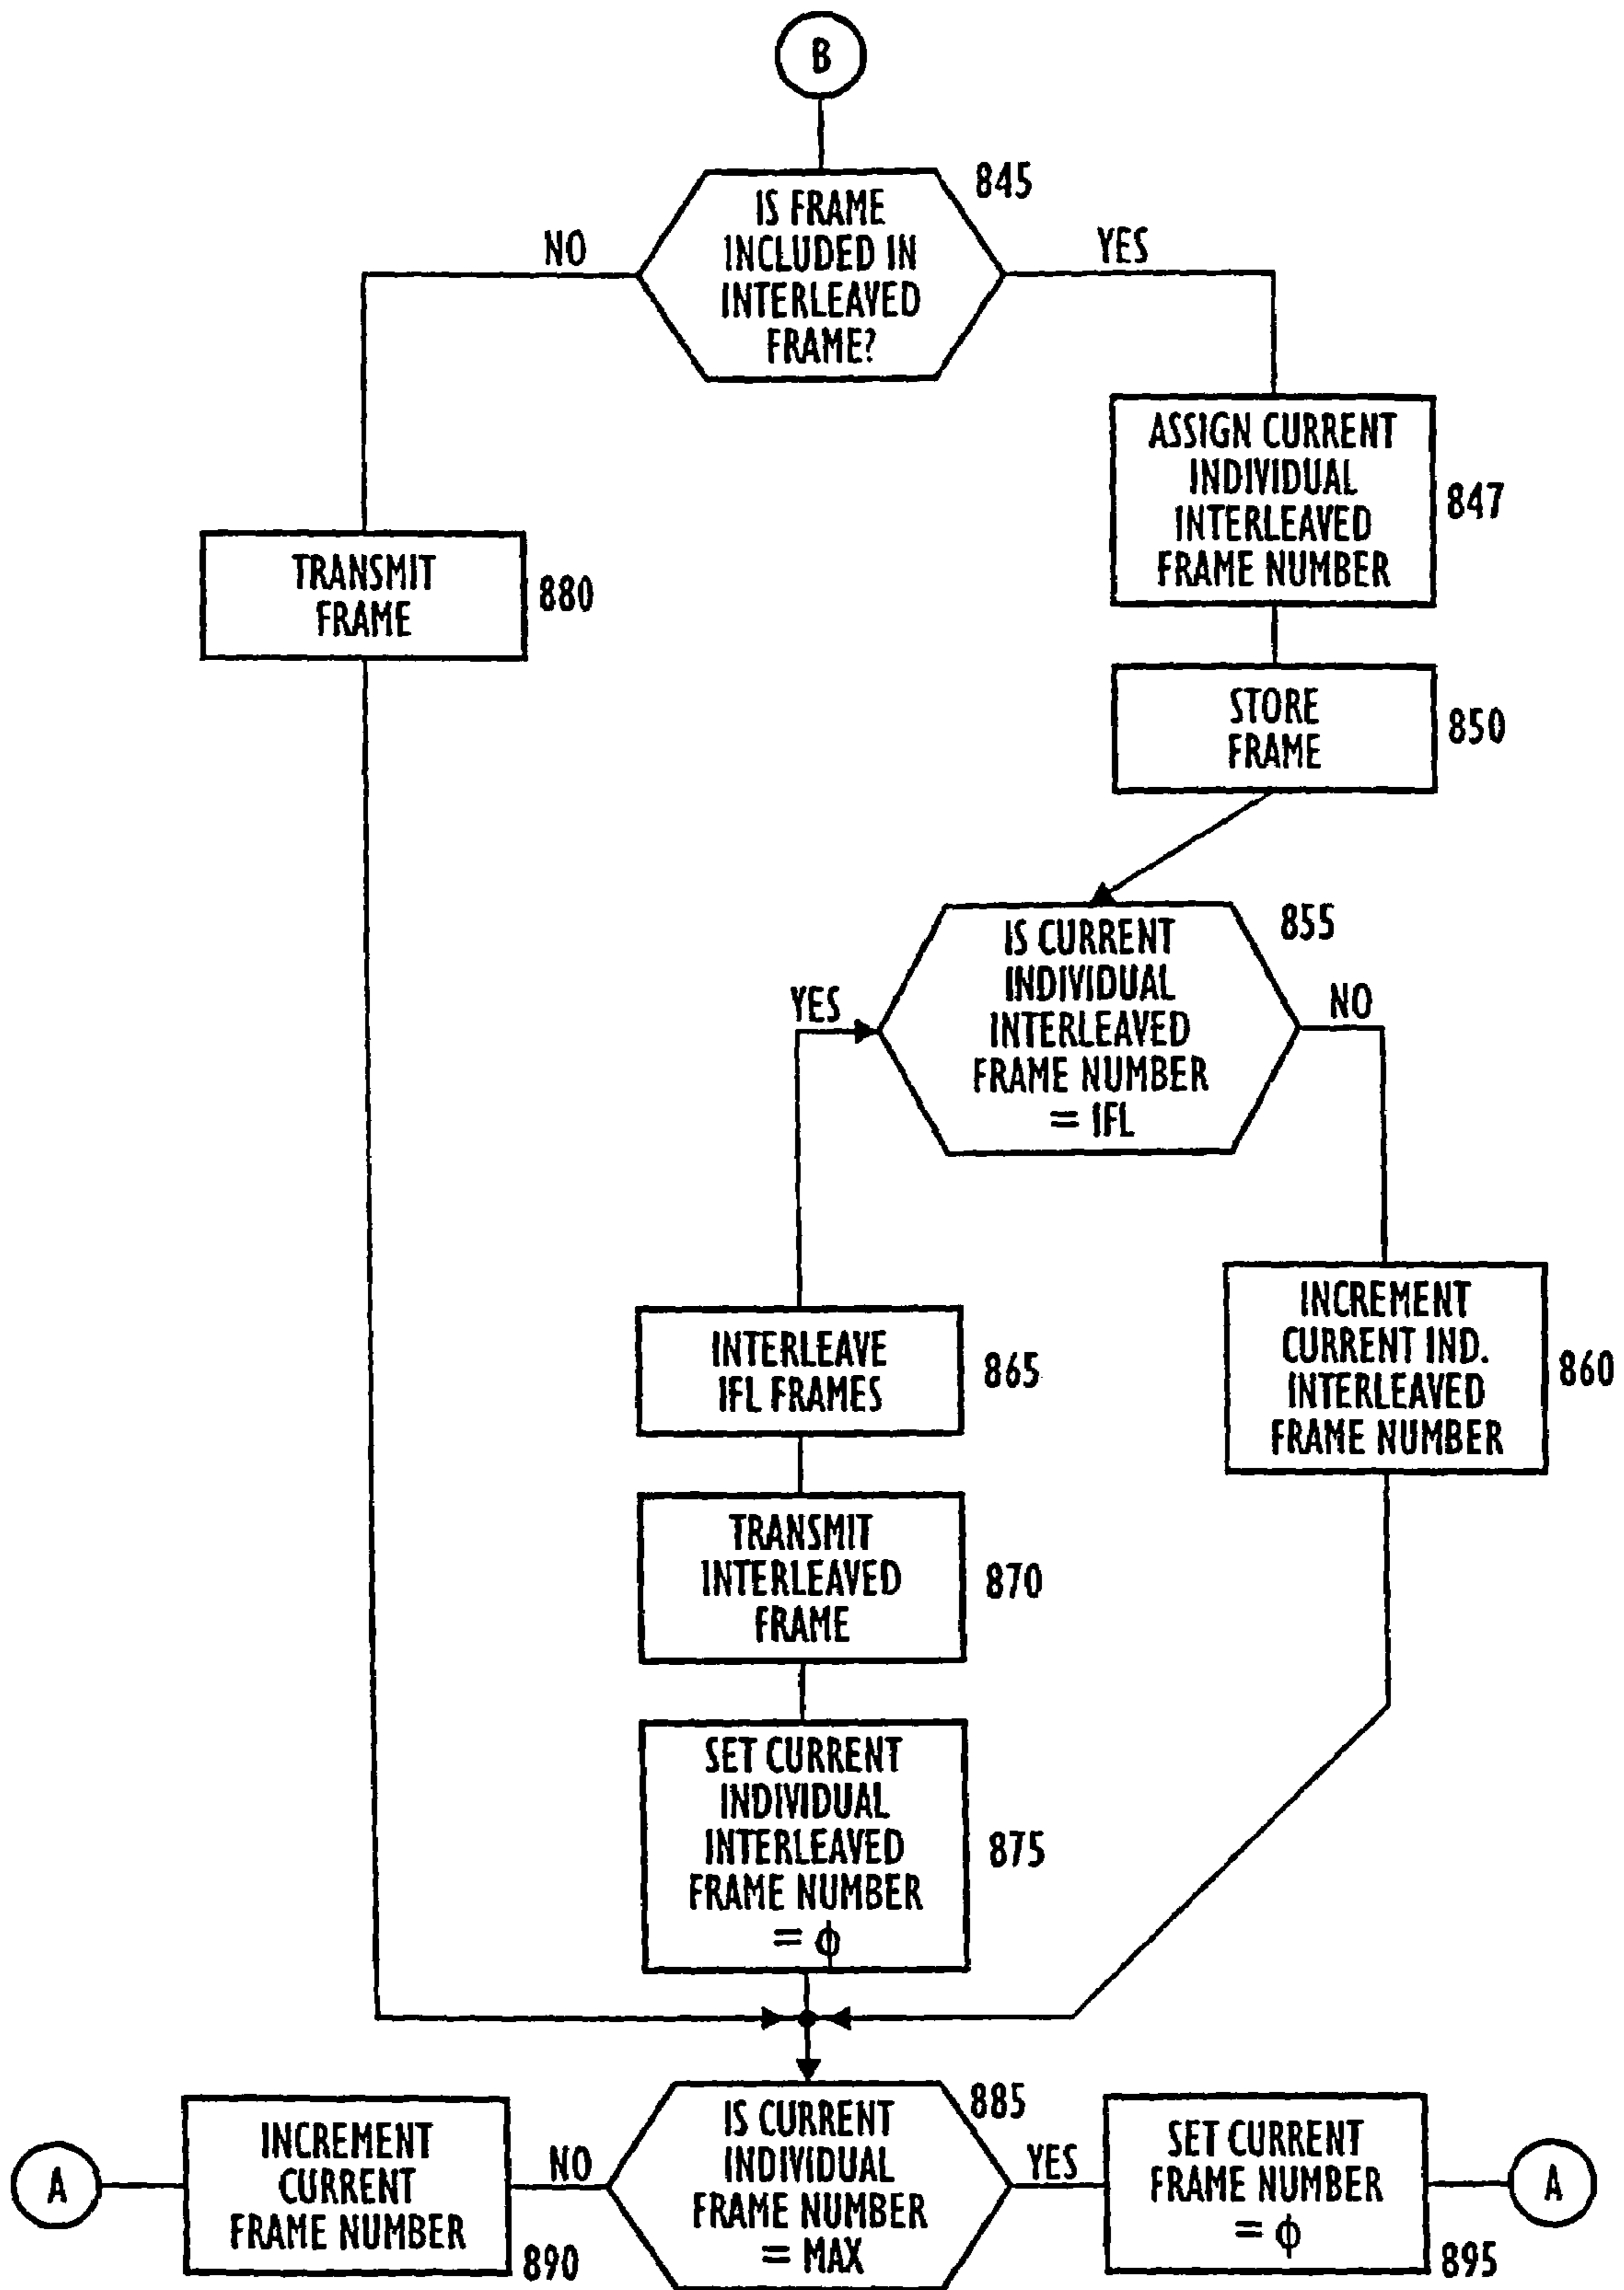 B
845
IS FRAME
INCLUDED IN
INTERLEAVED
FRAME?
NO
YES
ASSIGN CURRENT
INDIVIDUAL
INTERLEAVED
FRAME NUMBER
847
TRANSMIT
FRAME
880
STORE
FRAME
850
855
IS CURRENT
INDIVIDUAL
INTERLEAVED
FRAME NUMBER
= IFL
YES
NO
INTERLEAVE
IFL FRAMES
865
INCREMENT
CURRENT IND.
INTERLEAVED
FRAME NUMBER
860
TRANSMIT
INTERLEAVED
FRAME
870
SET CURRENT
INDIVIDUAL
INTERLEAVED
FRAME NUMBER
= ϕ
875
A
INCREMENT
CURRENT
FRAME NUMBER
890
NO
885
IS CURRENT
INDIVIDUAL
FRAME NUMBER
= MAX
YES
SET CURRENT
FRAME NUMBER
= ϕ
895
A